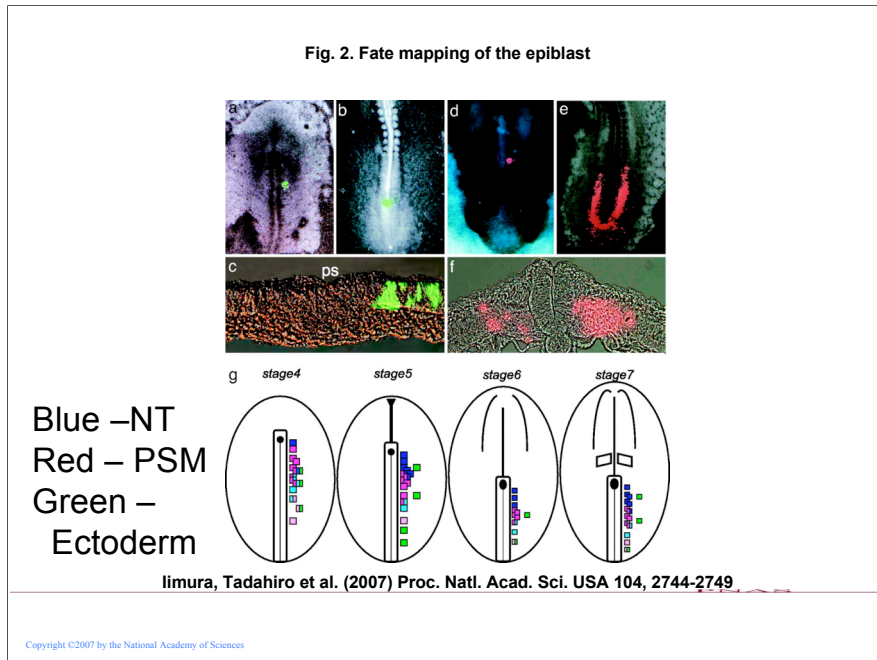 Fig. 2. Fate mapping of the epiblast
a b d e
c ps f
g stage4 stage5 stage6 stage7
Blue –NT
Red – PSM
Green –
Ectoderm
Iimura, Tadahiro et al. (2007) Proc. Natl. Acad. Sci. USA 104, 2744-2749
Copyright ©2007 by the National Academy of Sciences